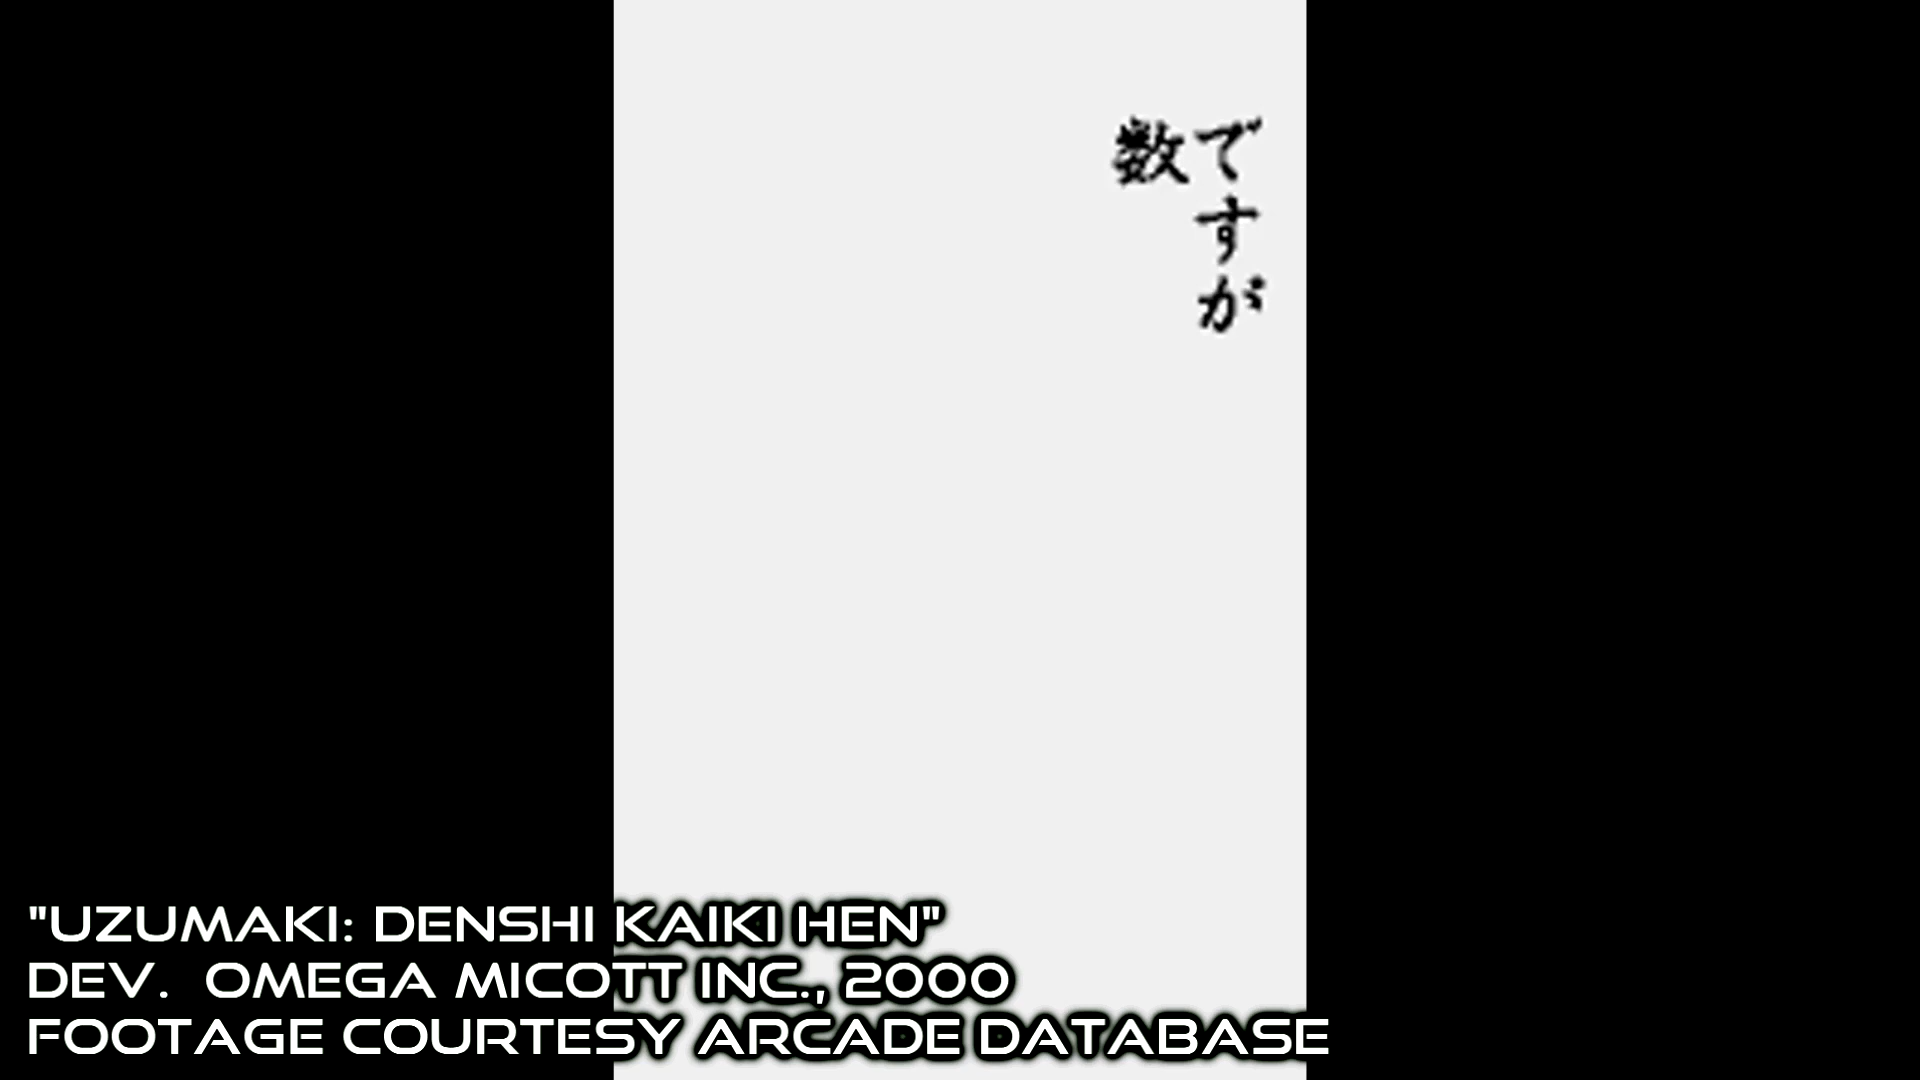 ですが
数
"UZUMAKI: DENSHI KAIKI HEN"
DEV. OMEGA MICOTT INC., 2000
FOOTAGE COURTESY ARCADE DATABASE